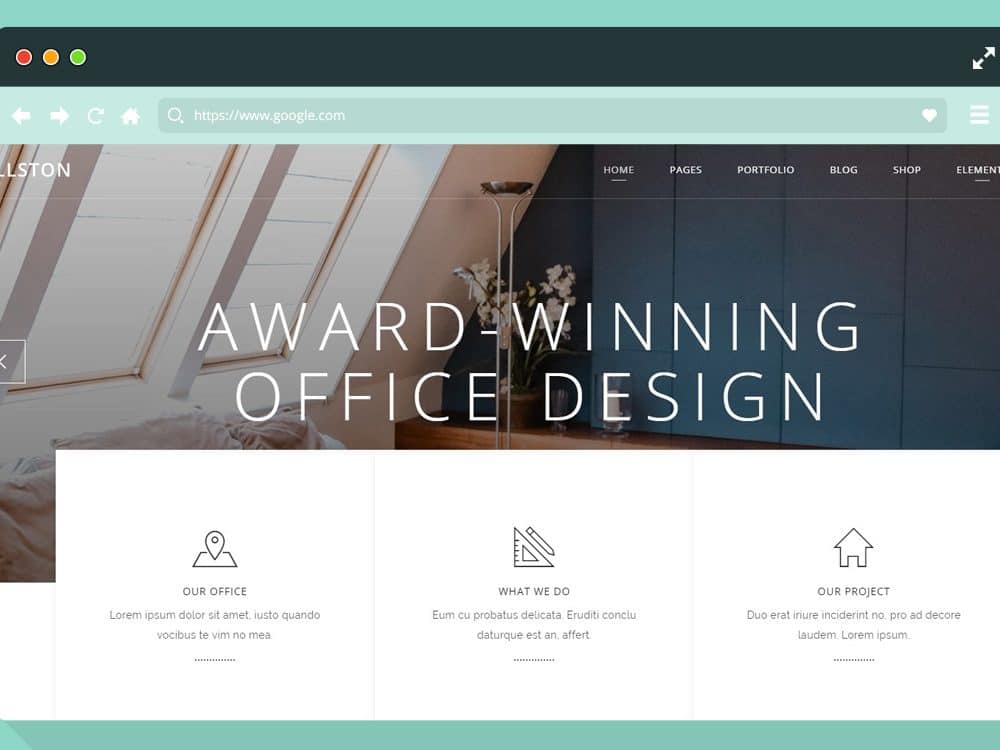 https://www.google.com
LLSTON
HOME PAGES PORTFOLIO BLOG SHOP ELEMENT
AWARD-WINNING
OFFICE DESIGN
OUR OFFICE
Lorem ipsum dolor sit amet, iusto quando
vocibus te vim no mea.
WHAT WE DO
Eum cu probatus delicata. Eruditi conclu
daturque est an, affert.
OUR PROJECT
Duo erat iriure inciderint no, pro ad decore
laudem. Lorem ipsum.